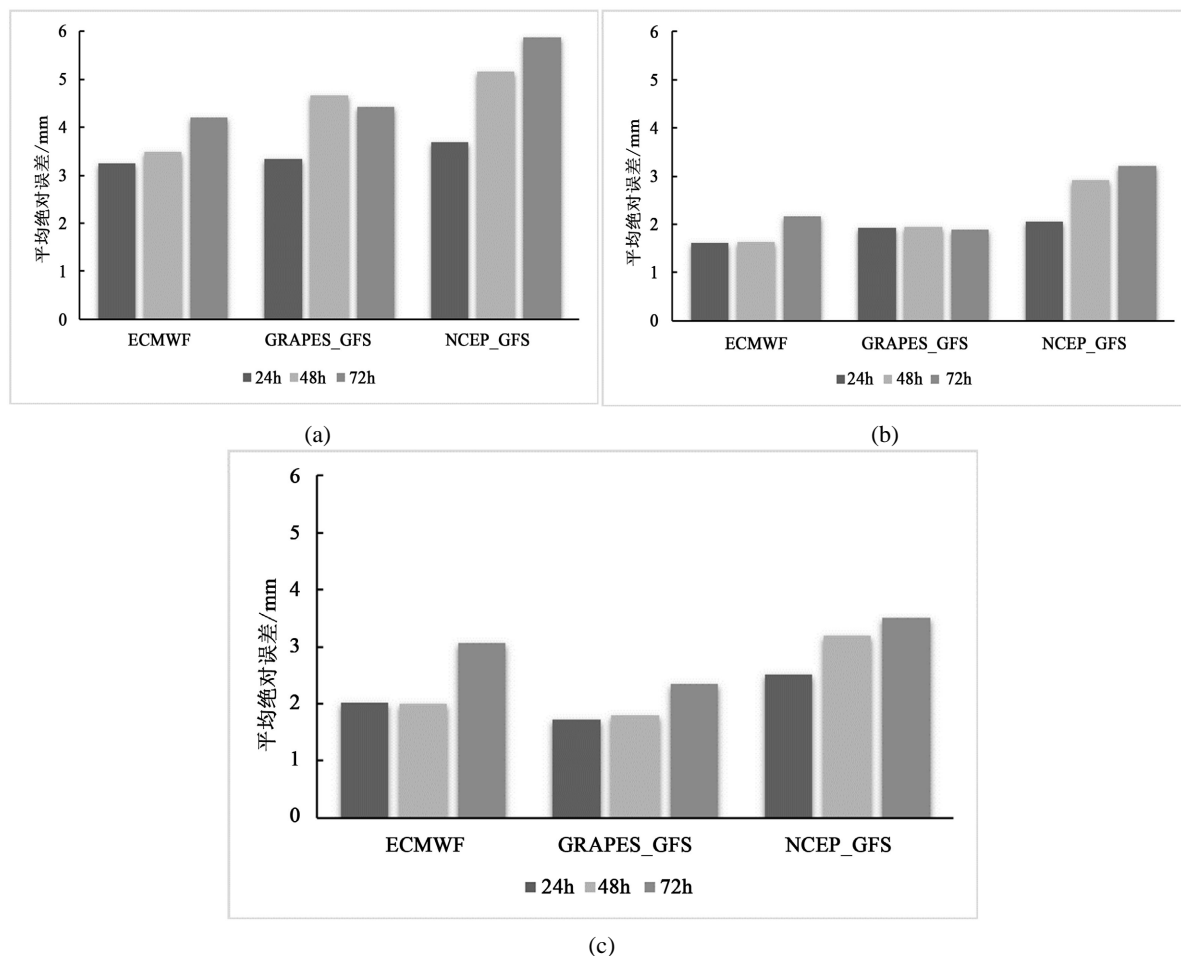 6
5
4
3
2
1
0
平均绝对误差/mm
ECMWF GRAPES_GFS NCEP_GFS
24h 48h 72h
(a)
6
5
4
3
2
1
0
平均绝对误差/mm
ECMWF GRAPES_GFS NCEP_GFS
24h 48h 72h
(b)
6
5
4
3
2
1
0
平均绝对误差/mm
ECMWF GRAPES_GFS NCEP_GFS
24h 48h 72h
(c)